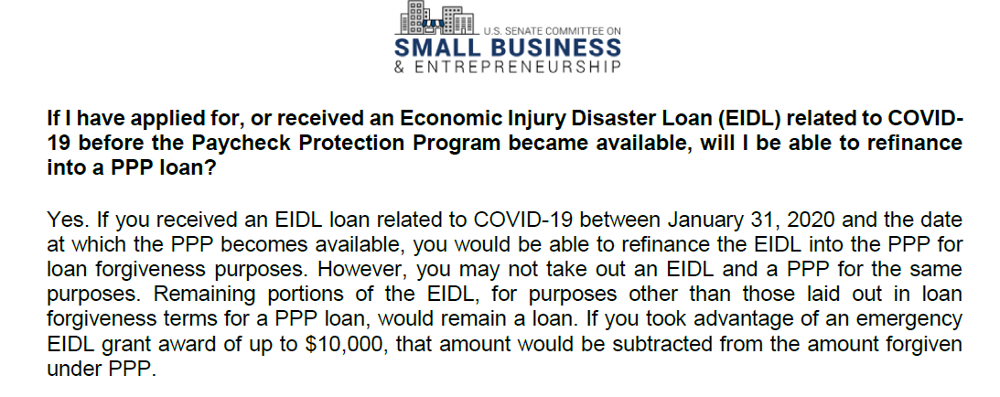 U.S. SENATE COMMITTEE ON
SMALL BUSINESS
& ENTREPRENEURSHIP
If I have applied for, or received an Economic Injury Disaster Loan (EIDL) related to COVID-
19 before the Paycheck Protection Program became available, will I be able to refinance
into a PPP loan?
Yes. If you received an EIDL loan related to COVID-19 between January 31, 2020 and the date
at which the PPP becomes available, you would be able to refinance the EIDL into the PPP for
loan forgiveness purposes. However, you may not take out an EIDL and a PPP for the same
purposes. Remaining portions of the EIDL, for purposes other than those laid out in loan
forgiveness terms for a PPP loan, would remain a loan. If you took advantage of an emergency
EIDL grant award of up to $10,000, that amount would be subtracted from the amount forgiven
under PPP.